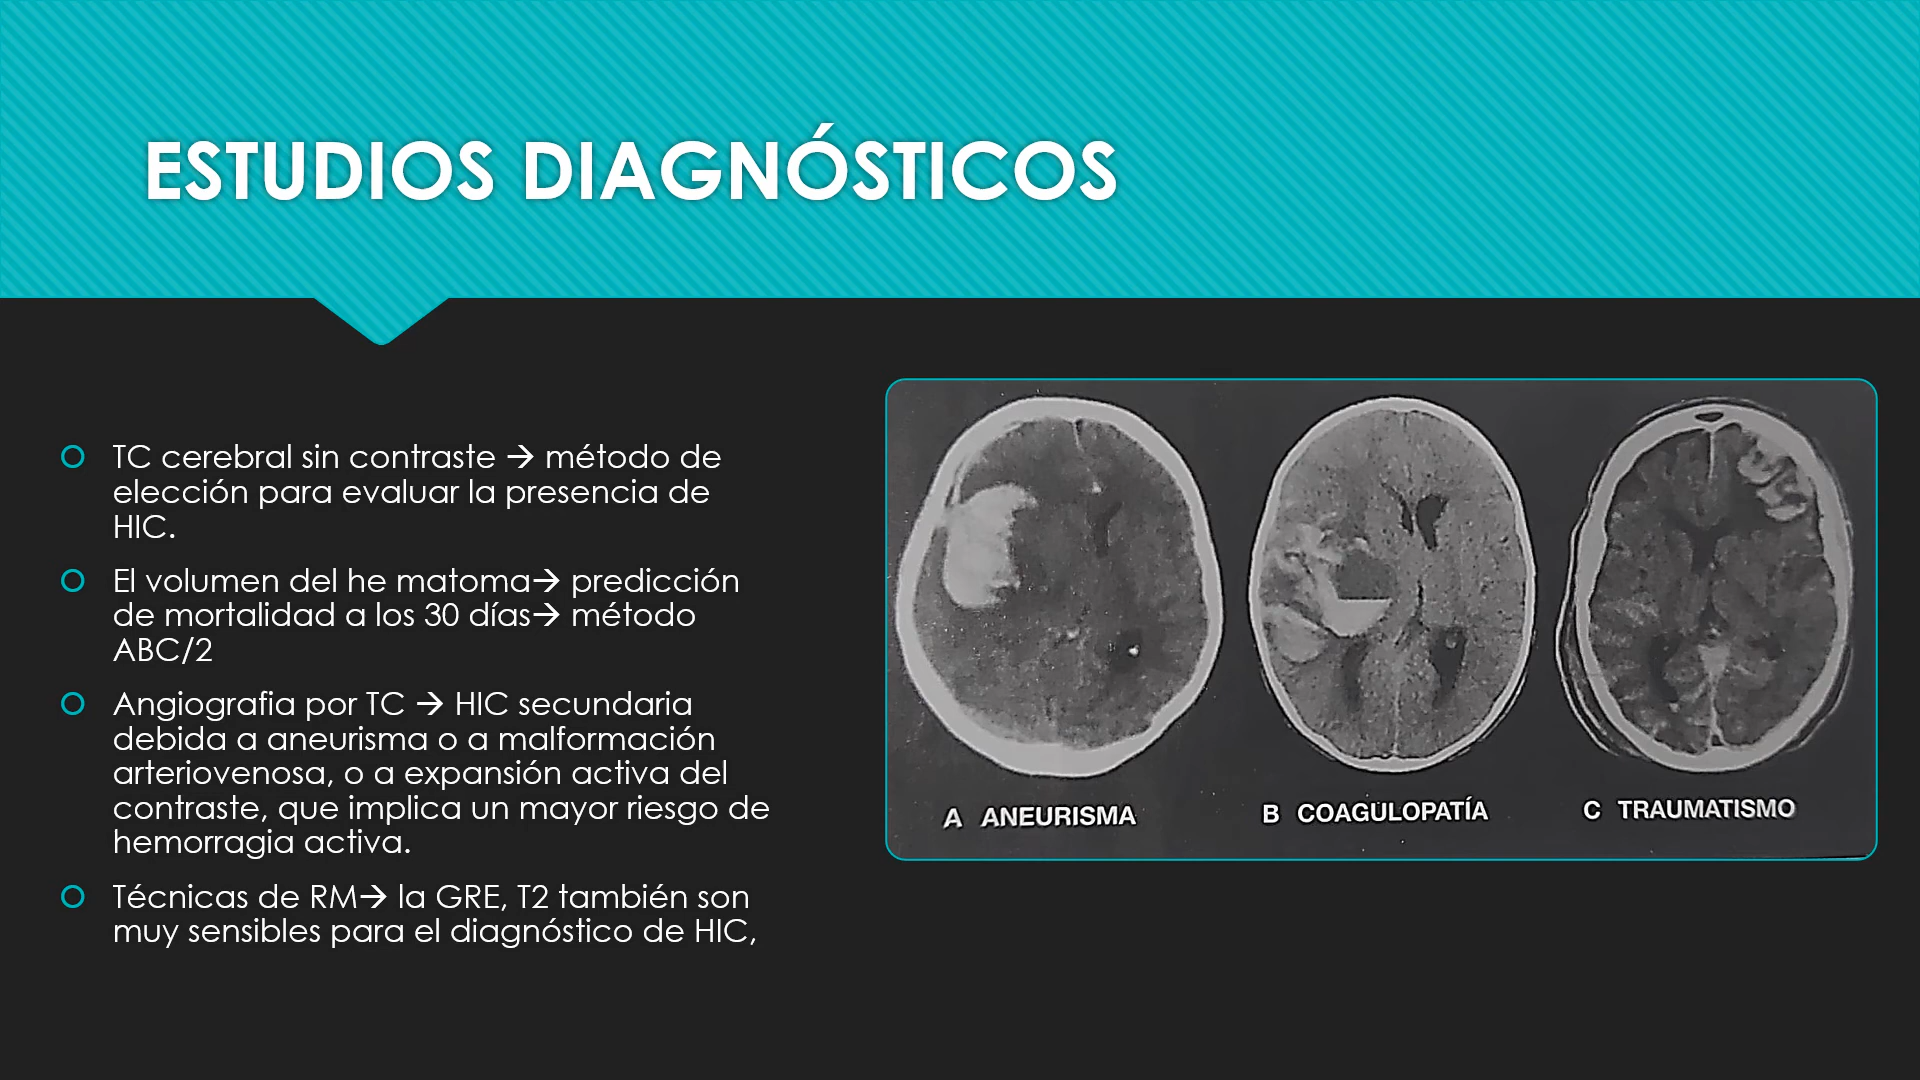 ESTUDIOS DIAGNÓSTICOS
TC cerebral sin contraste → método de
elección para evaluar la presencia de
HIC.
El volumen del he matoma→ predicción
de mortalidad a los 30 días→ método
ABC/2
Angiografia por TC → HIC secundaria
debida a aneurisma o a malformación
arteriovenosa, o a expansión activa del
contraste, que implica un mayor riesgo de
hemorragia activa.
Técnicas de RM→ la GRE, T2 también son
muy sensibles para el diagnóstico de HIC,
A ANEURISMA
B COAGULOPATÍA
C TRAUMATISMO